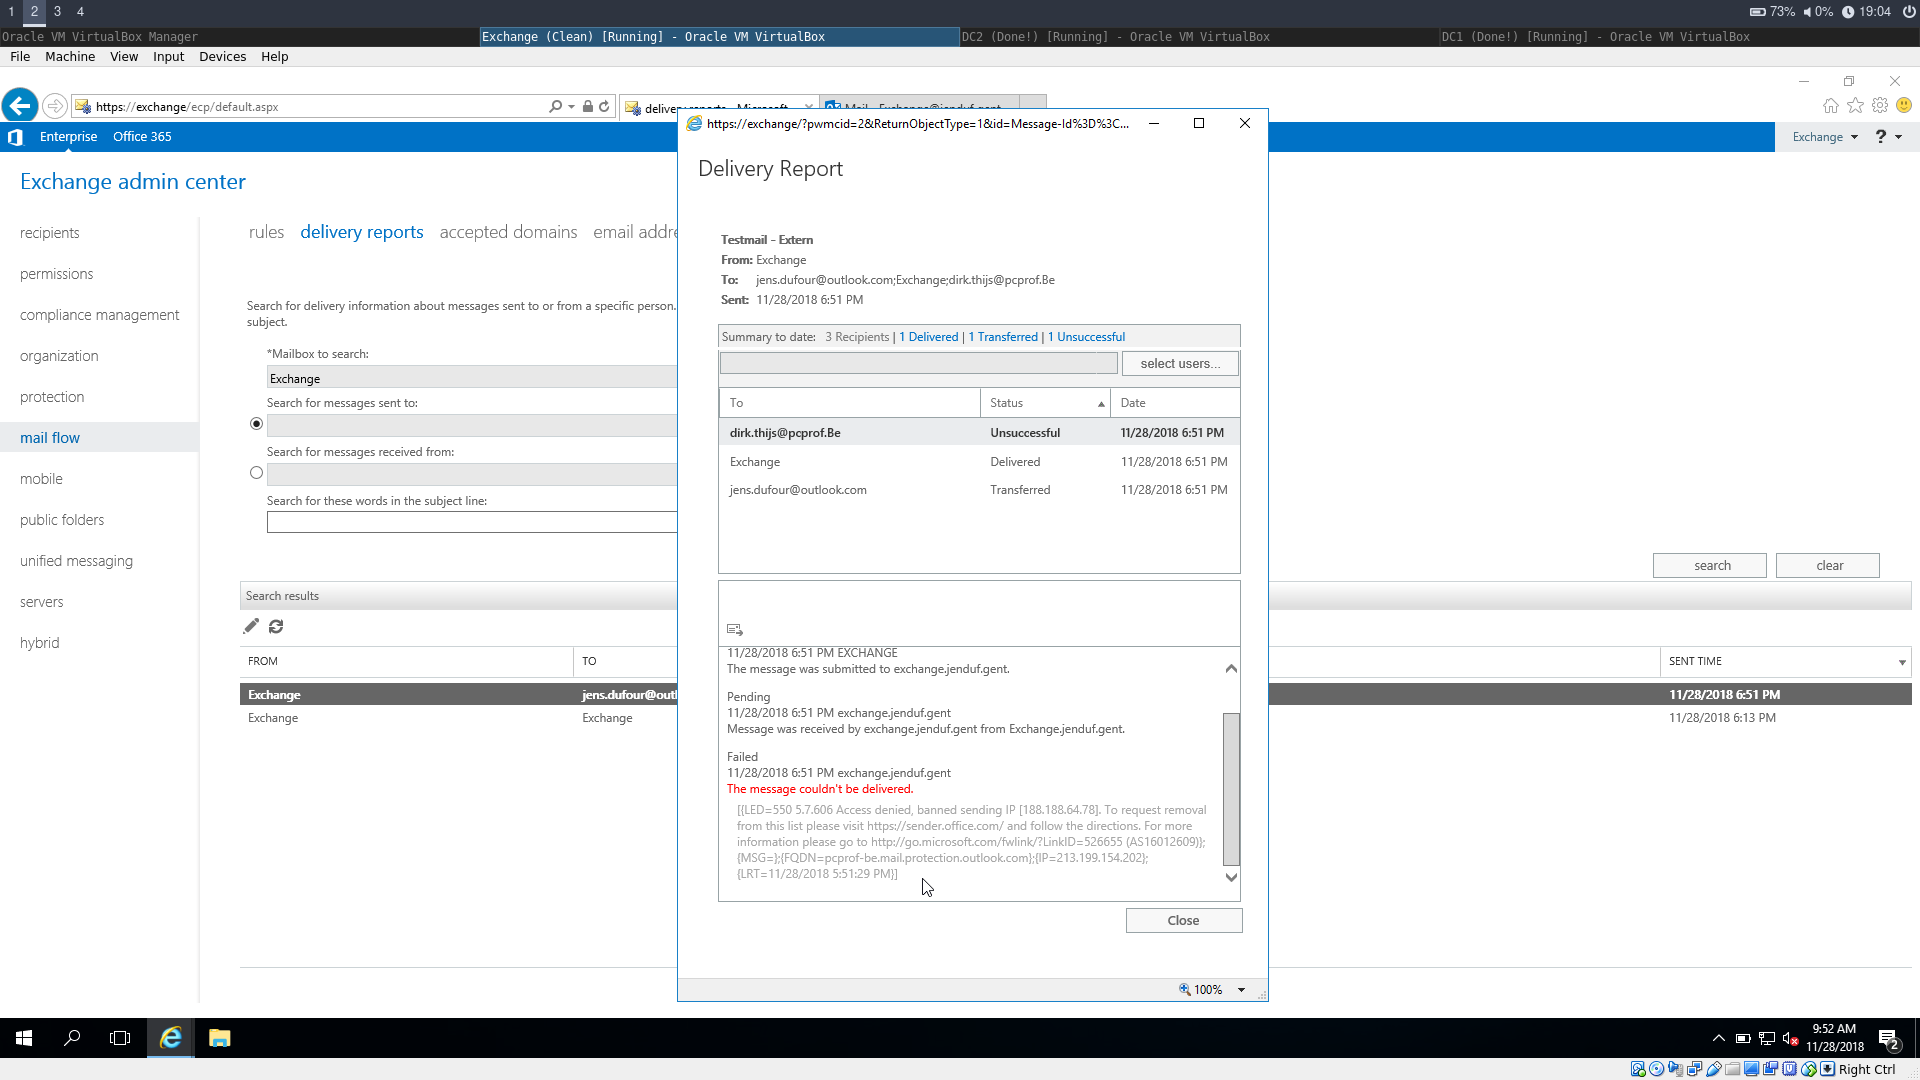 1 2 3 4
73% 0% 19:04
Oracle VM VirtualBox Manager
Exchange (Clean) [Running] - Oracle VM VirtualBox
DC2 (Done!) [Running] - Oracle VM VirtualBox
DC1 (Done!) [Running] - Oracle VM VirtualBox
File Machine View Input Devices Help
https://exchange/ecp/default.aspx
delivery reports - Microsoft
Mail - Exchange@jenduf.gent
Enterprise Office 365
Exchange ?
Exchange admin center
recipients
permissions
compliance management
organization
protection
mail flow
mobile
public folders
unified messaging
servers
hybrid
rules delivery reports accepted domains email addre
Search for delivery information about messages sent to or from a specific person.
subject.
*Mailbox to search:
Exchange
Search for messages sent to:
Search for messages received from:
Search for these words in the subject line:
search clear
Search results
FROM TO SENT TIME
Exchange jens.dufour@outl 11/28/2018 6:51 PM
Exchange Exchange 11/28/2018 6:13 PM
https://exchange/?pwmcid=2&ReturnObjectType=1&id=Message-Id%3D%3C...
Delivery Report
Testmail - Extern
From: Exchange
To: jens.dufour@outlook.com;Exchange;dirk.thijs@pcprof.Be
Sent: 11/28/2018 6:51 PM
Summary to date: 3 Recipients | 1 Delivered | 1 Transferred | 1 Unsuccessful
select users...
To Status Date
dirk.thijs@pcprof.Be Unsuccessful 11/28/2018 6:51 PM
Exchange Delivered 11/28/2018 6:51 PM
jens.dufour@outlook.com Transferred 11/28/2018 6:51 PM
11/28/2018 6:51 PM EXCHANGE
The message was submitted to exchange.jenduf.gent.
Pending
11/28/2018 6:51 PM exchange.jenduf.gent
Message was received by exchange.jenduf.gent from Exchange.jenduf.gent.
Failed
11/28/2018 6:51 PM exchange.jenduf.gent
The message couldn't be delivered.
[{LED=550 5.7.606 Access denied, banned sending IP [188.188.64.78]. To request removal
from this list please visit https://sender.office.com/ and follow the directions. For more
information please go to http://go.microsoft.com/fwlink/?LinkID=526655 (AS16012609)};
{MSG=};{FQDN=pcprof-be.mail.protection.outlook.com};{IP=213.199.154.202};
{LRT=11/28/2018 5:51:29 PM}]
Close
100%
9:52 AM
11/28/2018
2
Right Ctrl